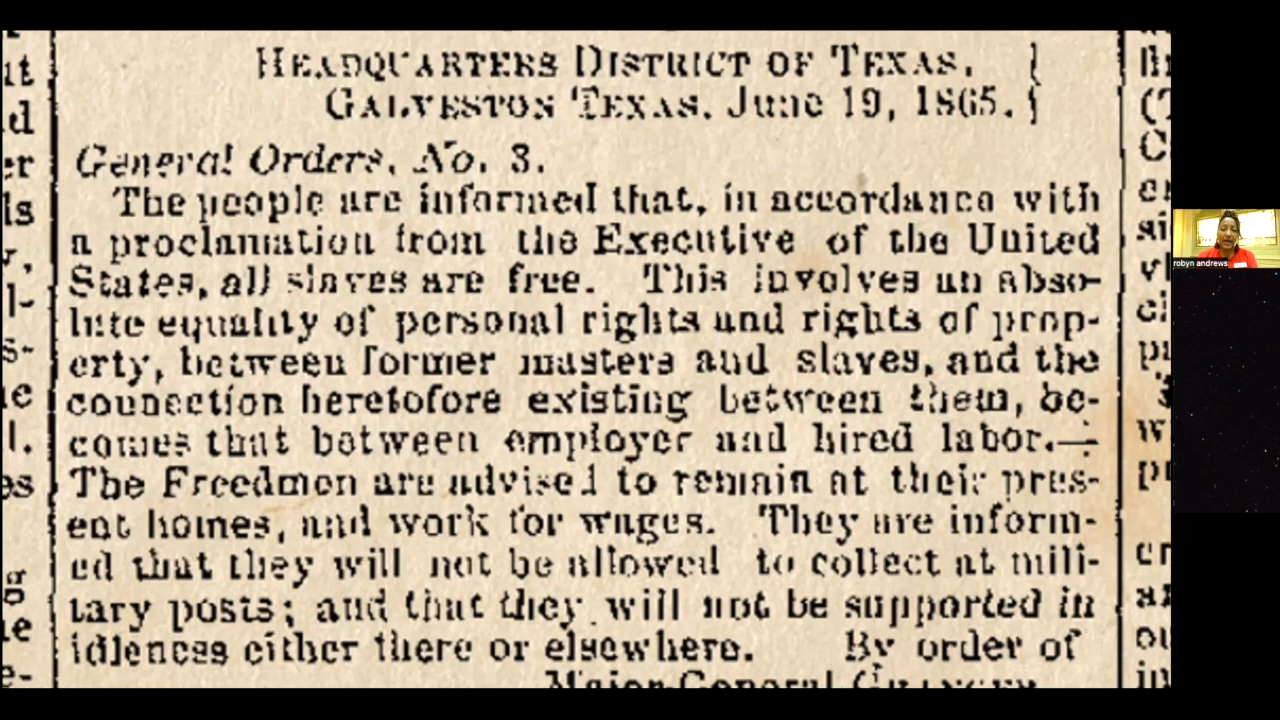 HEADQUARTERS DISTRICT OF TEXAS, }
GALVESTON TEXAS, June 19, 1865. }
General Orders, No. 3.
The people are informed that, in accordance with
a proclamation from the Executive of the United
States, all slaves are free. This involves an abso-
lute equality of personal rights and rights of prop-
erty, between former masters and slaves, and the
connection heretofore existing between them, be-
comes that between employer and hired labor.—
The Freedmen are advised to remain at their pres-
ent homes, and work for wages. They are inform-
ed that they will not be allowed to collect at mili-
tary posts; and that they will not be supported in
idleness either there or elsewhere. By order of
Major-General GRANGER
robyn andrews